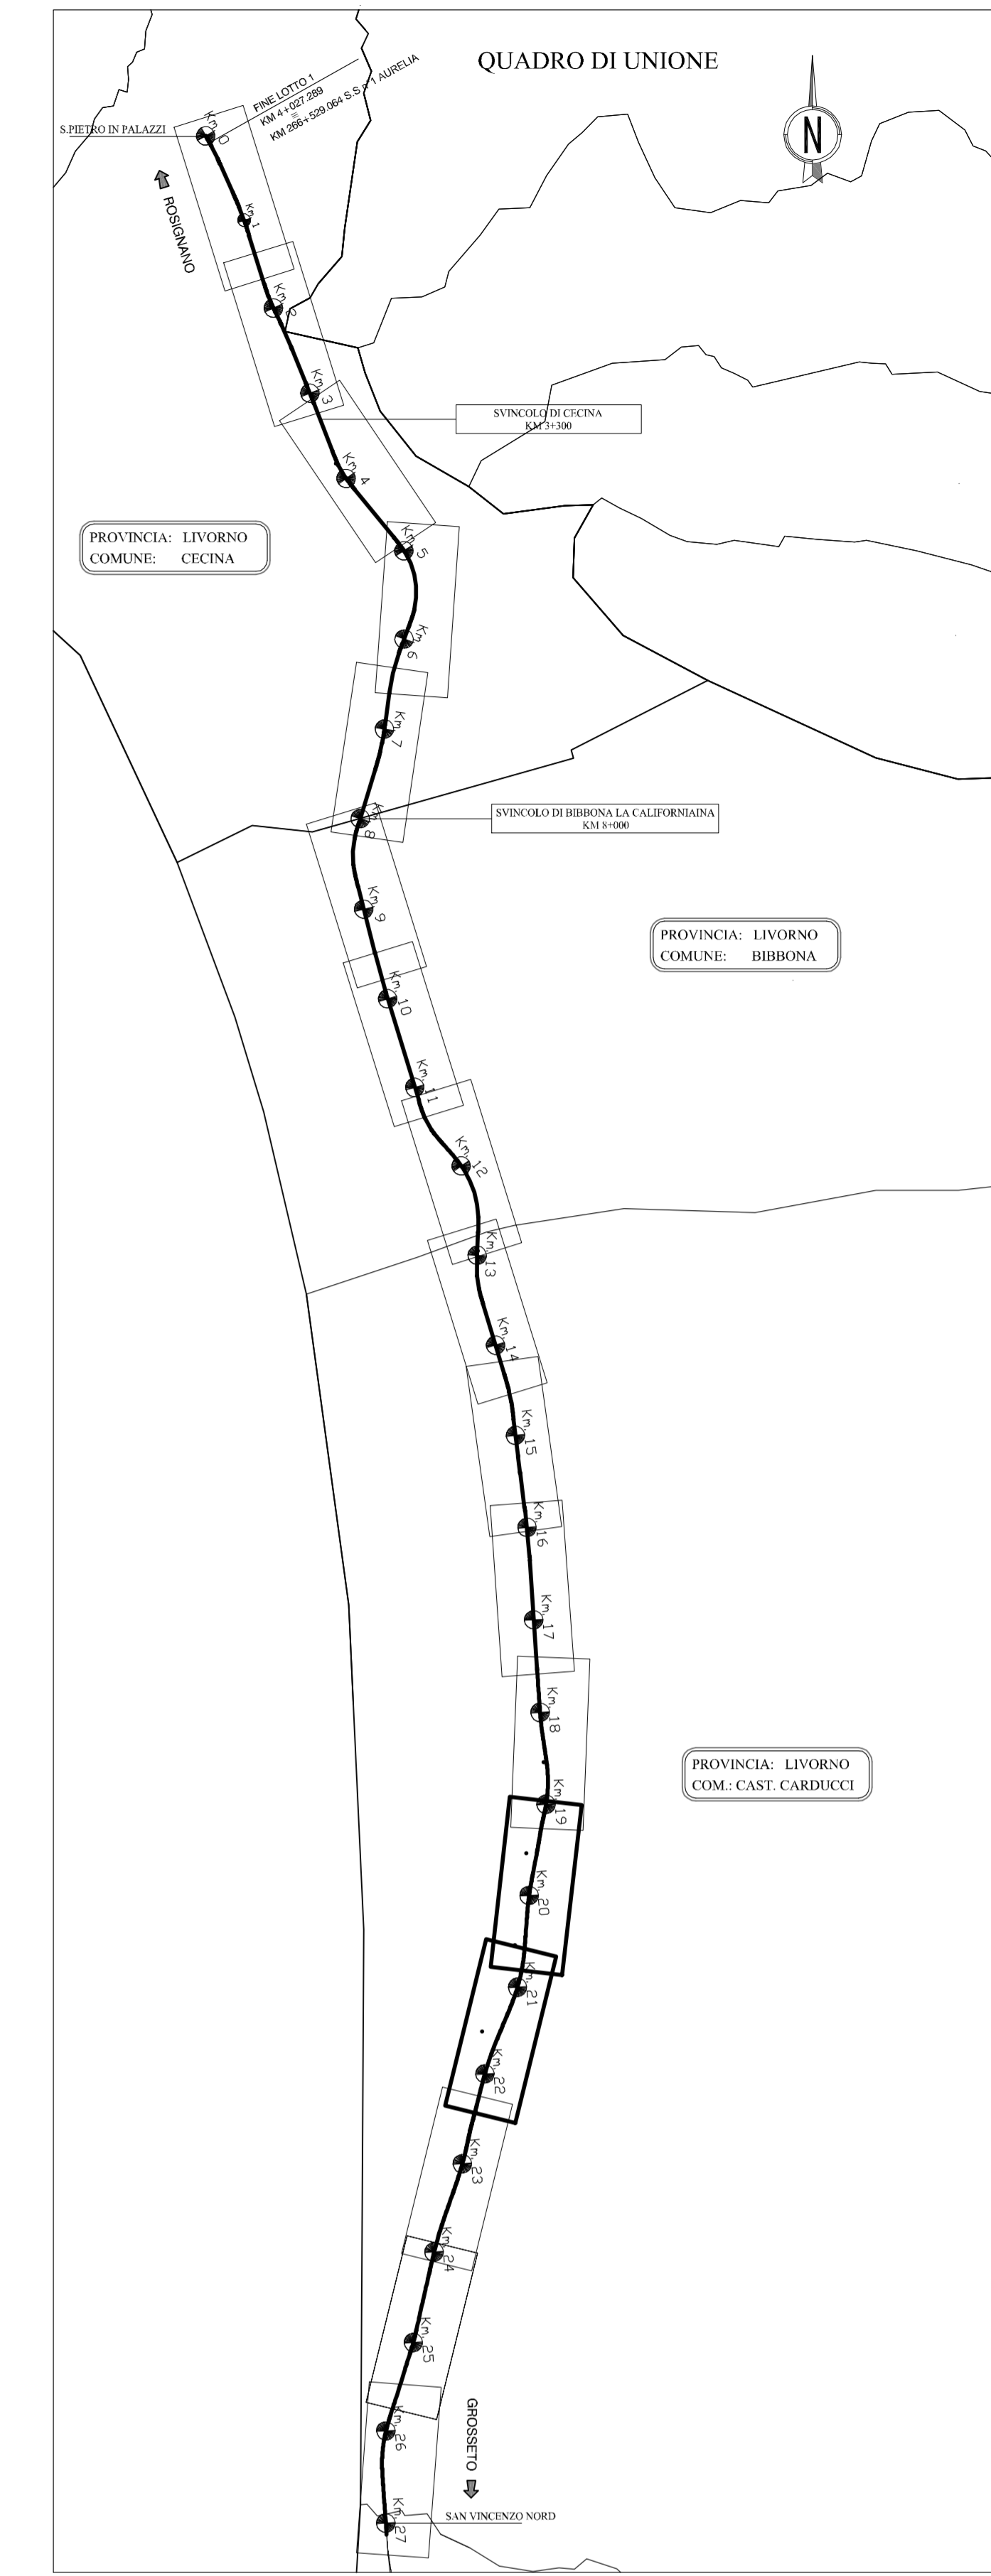 QUADRO DI UNIONE
N
FINE LOTTO 1
KM 4+027.289
=
KM 266+529.064 S.S. n°1 AURELIA
S.PIETRO IN PALAZZI
Km. 0
ROSIGNANO
Km. 1
Km. 2
Km. 3
SVINCOLO DI CECINA
KM 3+300
Km. 4
PROVINCIA: LIVORNO
COMUNE: CECINA
Km. 5
Km. 6
Km. 7
SVINCOLO DI BIBBONA LA CALIFORNIAINA
KM 8+000
Km. 8
Km. 9
PROVINCIA: LIVORNO
COMUNE: BIBBONA
Km. 10
Km. 11
Km. 12
Km. 13
Km. 14
Km. 15
Km. 16
Km. 17
Km. 18
PROVINCIA: LIVORNO
COM.: CAST. CARDUCCI
Km. 19
Km. 20
Km. 21
Km. 22
Km. 23
Km. 24
Km. 25
GROSSETO
Km. 26
SAN VINCENZO NORD
Km. 27